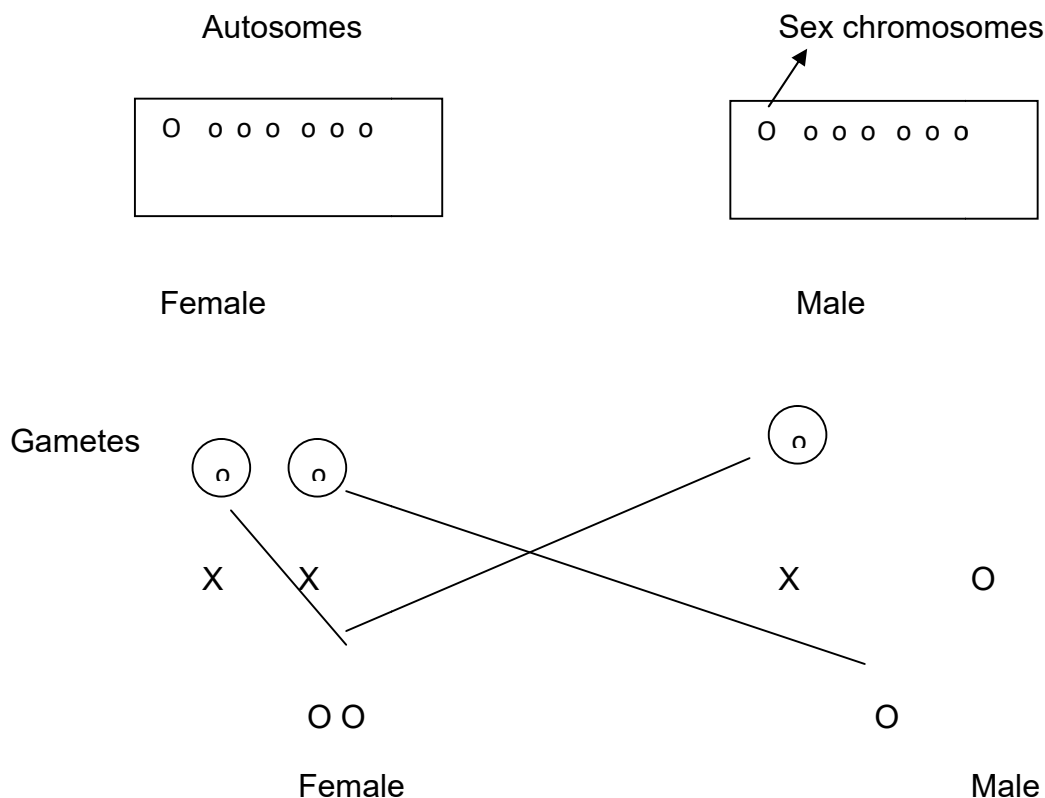 Autosomes Sex chromosomes
O o o o o o o O o o o o o o
Female Male
Gametes o o o
X X X O
O O O
Female Male